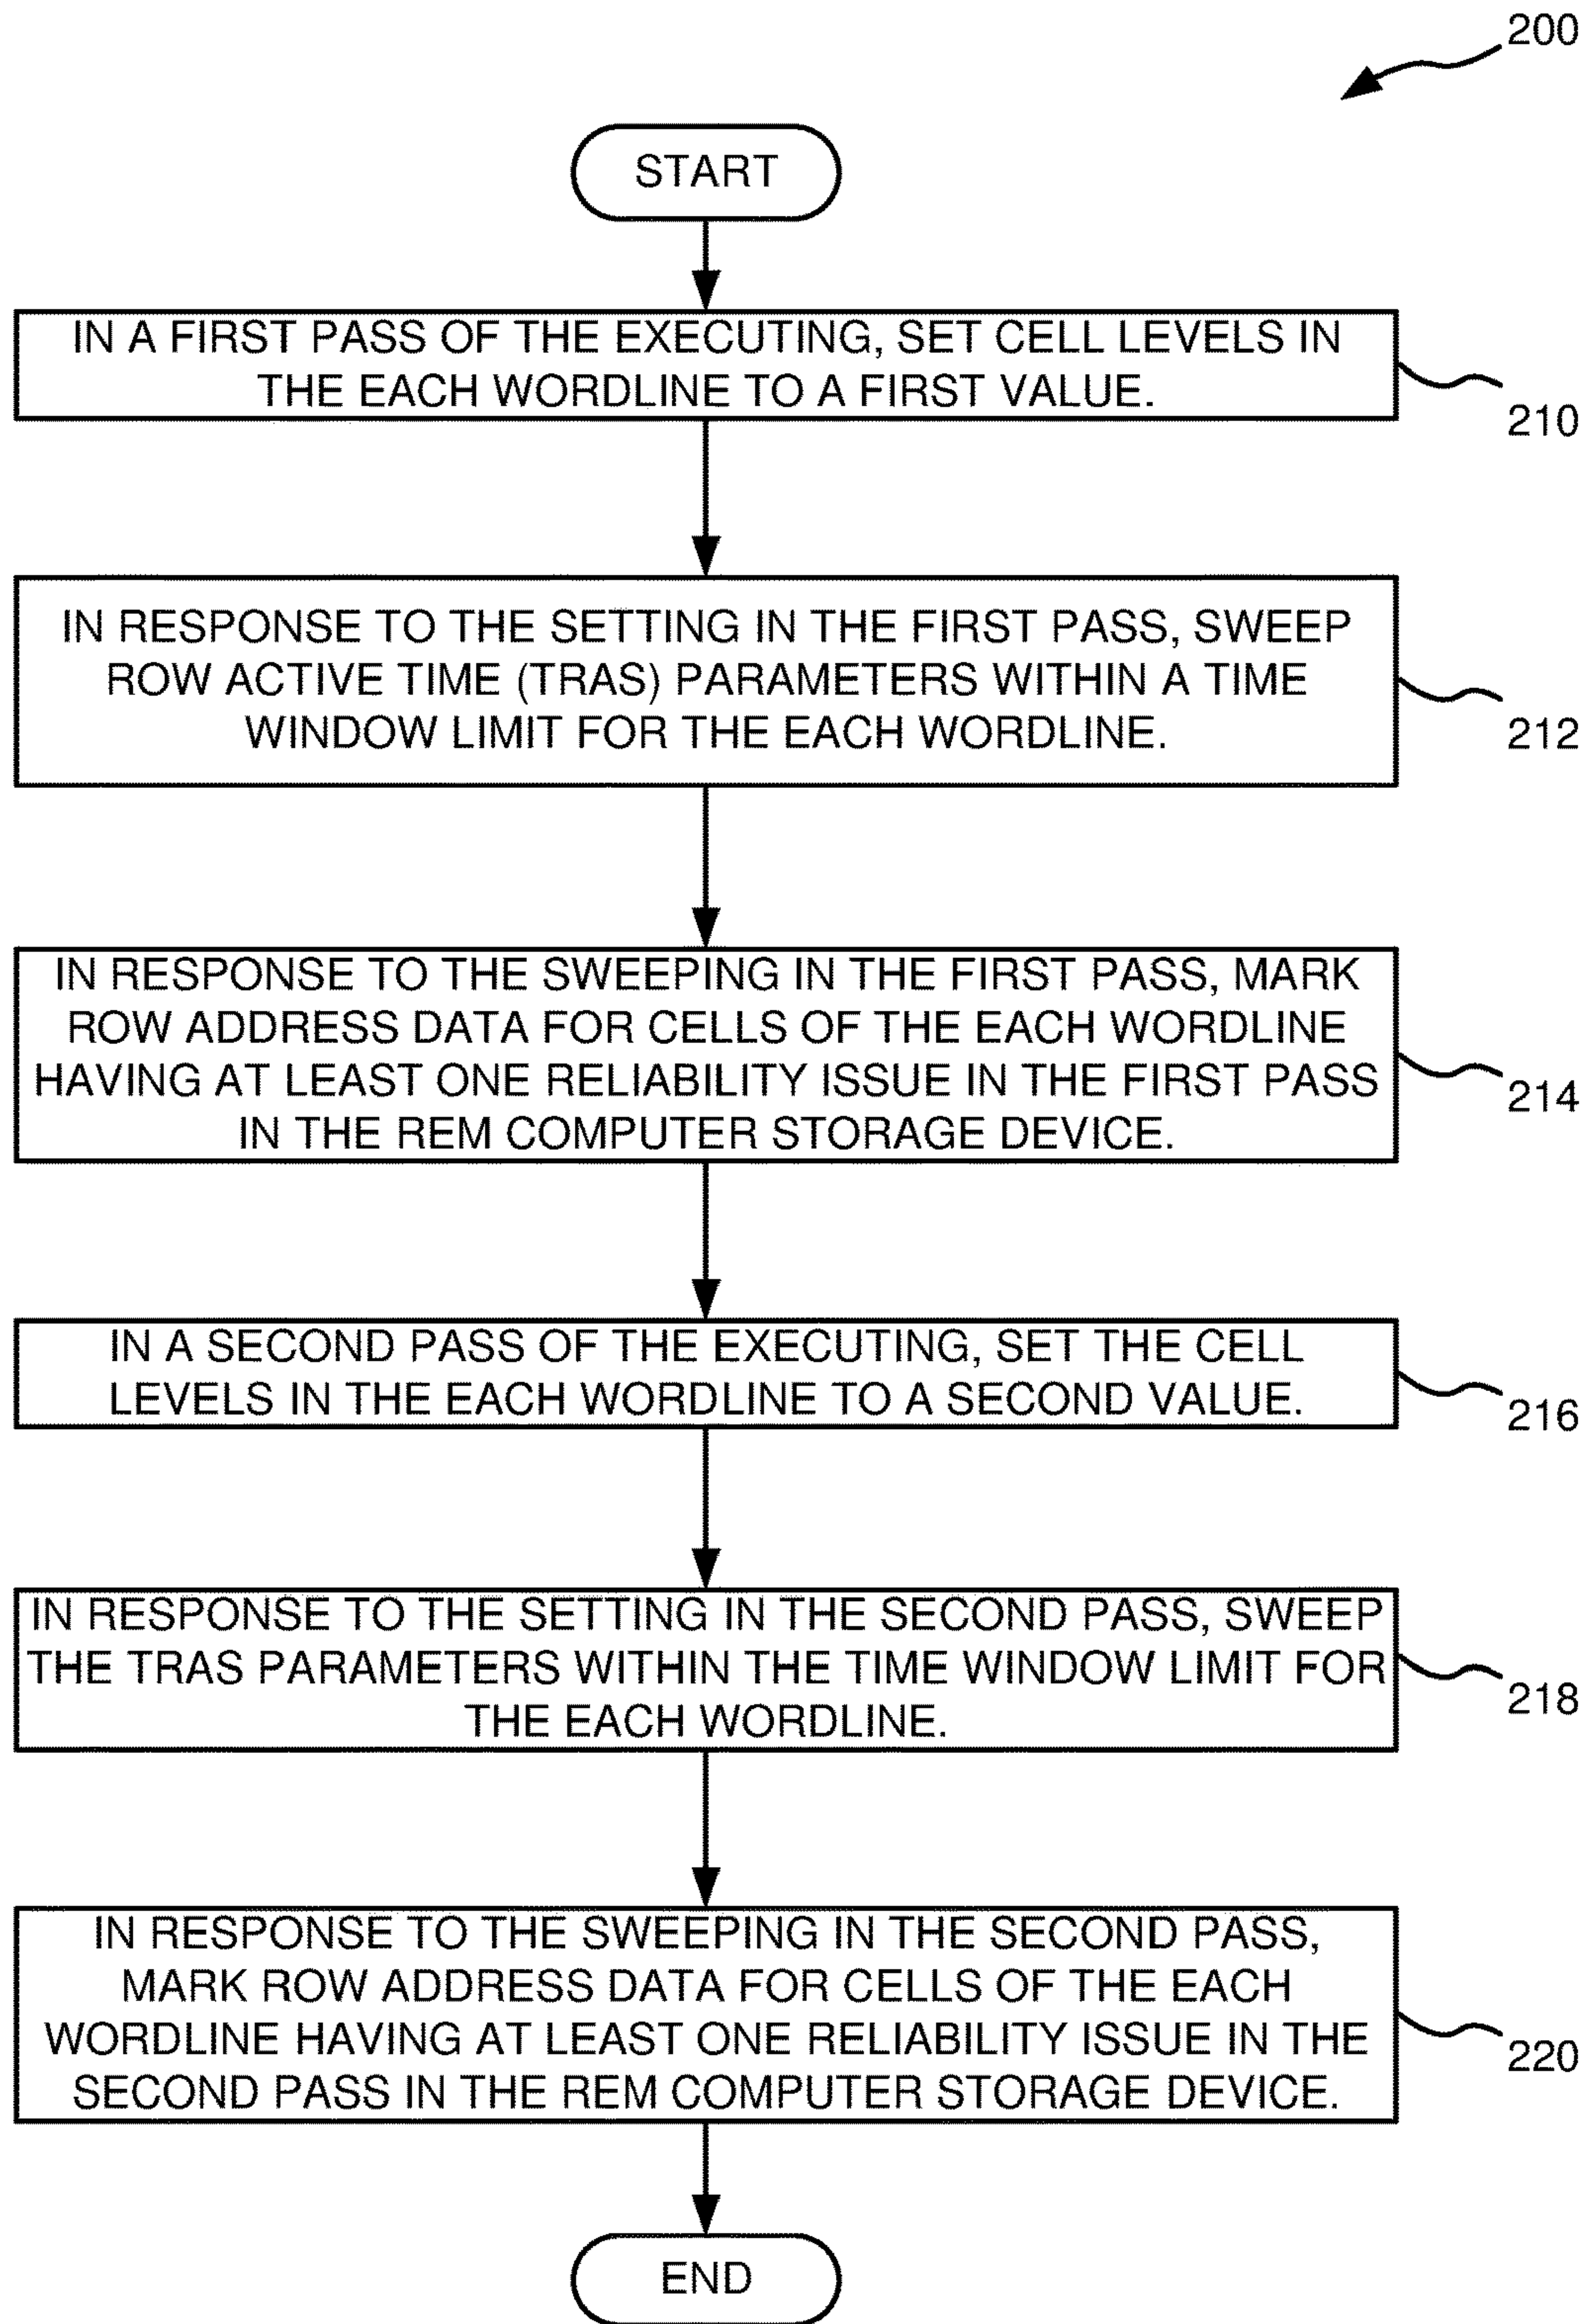 200
START
IN A FIRST PASS OF THE EXECUTING, SET CELL LEVELS IN
THE EACH WORDLINE TO A FIRST VALUE.
210
IN RESPONSE TO THE SETTING IN THE FIRST PASS, SWEEP
ROW ACTIVE TIME (TRAS) PARAMETERS WITHIN A TIME
WINDOW LIMIT FOR THE EACH WORDLINE.
212
IN RESPONSE TO THE SWEEPING IN THE FIRST PASS, MARK
ROW ADDRESS DATA FOR CELLS OF THE EACH WORDLINE
HAVING AT LEAST ONE RELIABILITY ISSUE IN THE FIRST PASS
IN THE REM COMPUTER STORAGE DEVICE.
214
IN A SECOND PASS OF THE EXECUTING, SET THE CELL
LEVELS IN THE EACH WORDLINE TO A SECOND VALUE.
216
IN RESPONSE TO THE SETTING IN THE SECOND PASS, SWEEP
THE TRAS PARAMETERS WITHIN THE TIME WINDOW LIMIT FOR
THE EACH WORDLINE.
218
IN RESPONSE TO THE SWEEPING IN THE SECOND PASS,
MARK ROW ADDRESS DATA FOR CELLS OF THE EACH
WORDLINE HAVING AT LEAST ONE RELIABILITY ISSUE IN THE
SECOND PASS IN THE REM COMPUTER STORAGE DEVICE.
220
END